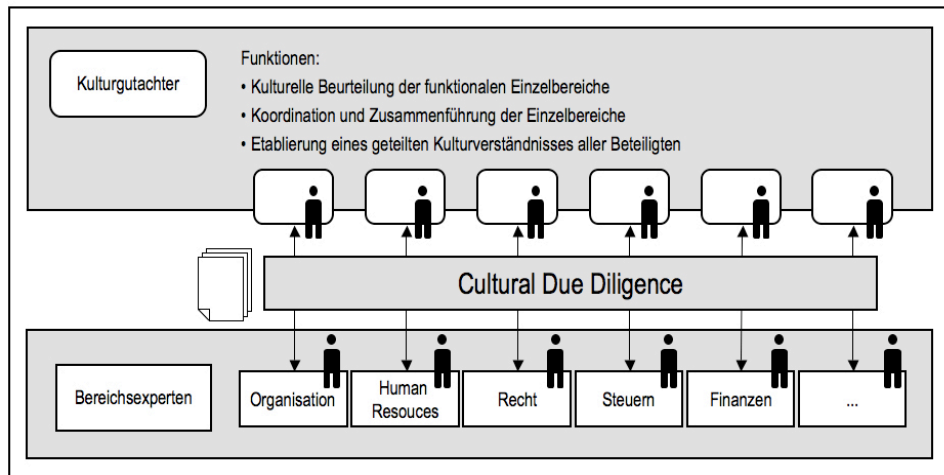 Kulturgutachter
Funktionen:
• Kulturelle Beurteilung der funktionalen Einzelbereiche
• Koordination und Zusammenführung der Einzelbereiche
• Etablierung eines geteilten Kulturverständnisses aller Beteiligten
Cultural Due Diligence
Bereichsexperten
Organisation
Human
Resouces
Recht
Steuern
Finanzen
...